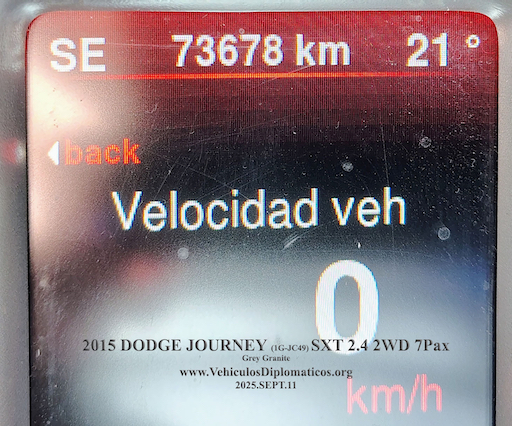 SE 73678 km 21 °
back
Velocidad veh
0
2015 DODGE JOURNEY (1G-JC49) SXT 2.4 2WD 7Pax
Grey Granite
www.VehiculosDiplomaticos.org
2025.SEPT.11
km/h